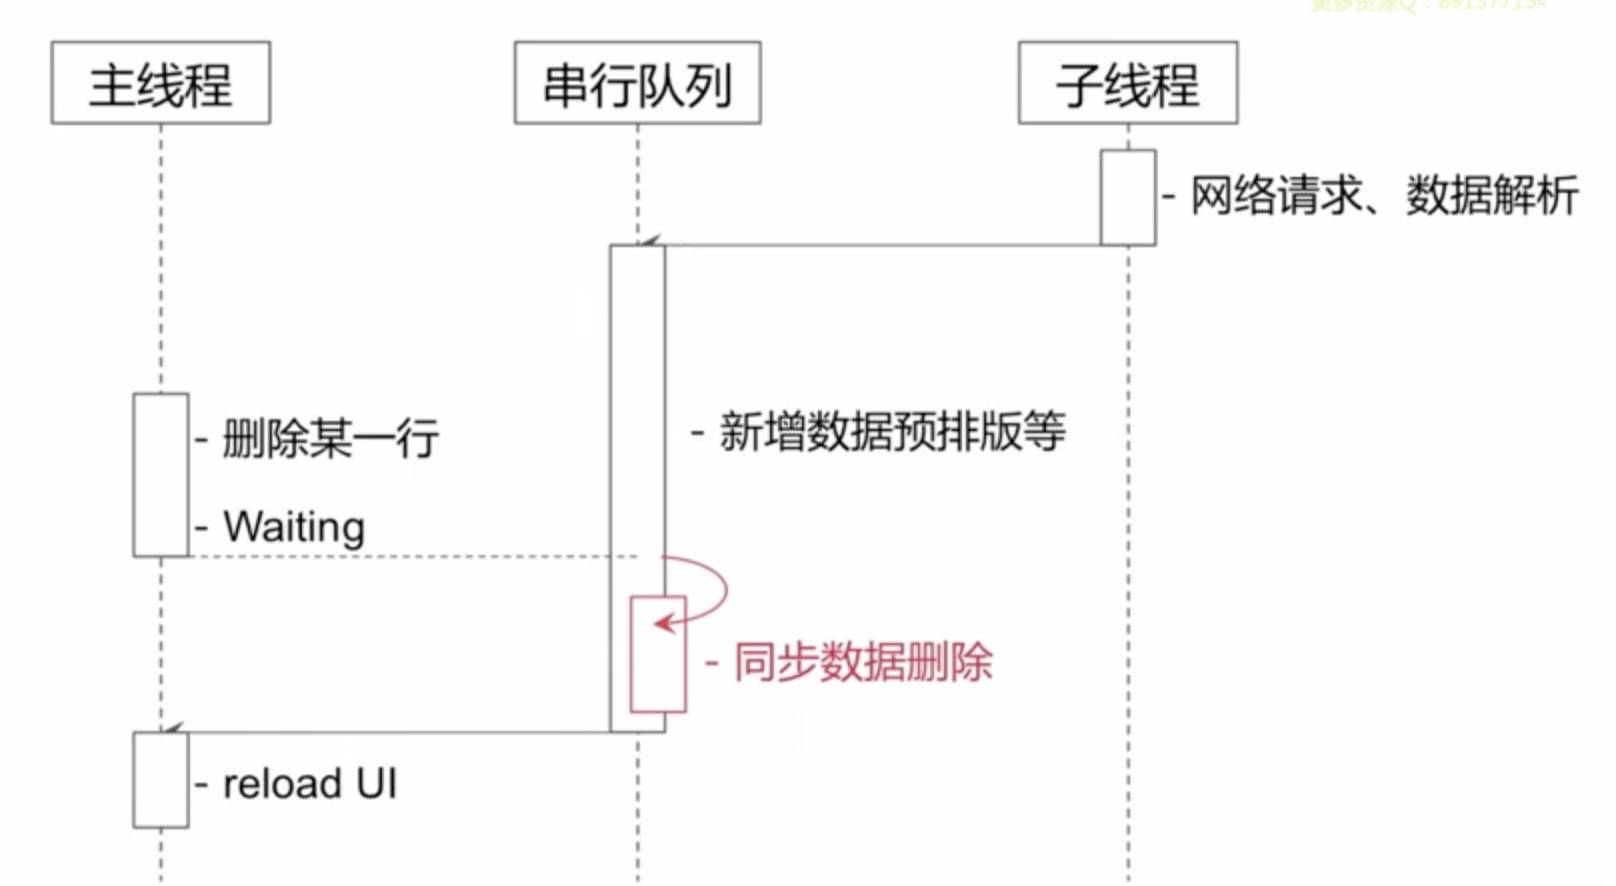 主线程
串行队列
子线程
- 网络请求、数据解析
- 删除某一行
- 新增数据预排版等
- Waiting
- 同步数据删除
- reload UI